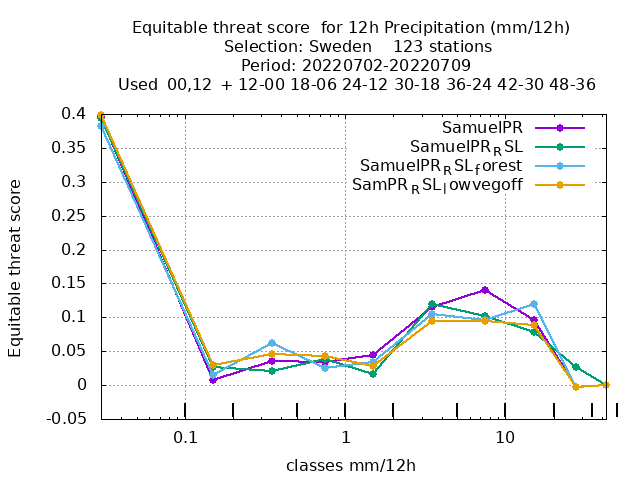 Equitable threat score  for 12h Precipitation (mm/12h)
Selection: Sweden    123 stations
Period: 20220702-20220709
Used  00,12  + 12-00 18-06 24-12 30-18 36-24 42-30 48-36
SamuelPR
SamuelPR_RSL
SamuelPR_RSL_forest
SamPR_RSL_lowvegoff
Equitable threat score
0.4
0.35
0.3
0.25
0.2
0.15
0.1
0.05
0
-0.05
0.1 1 10
classes mm/12h